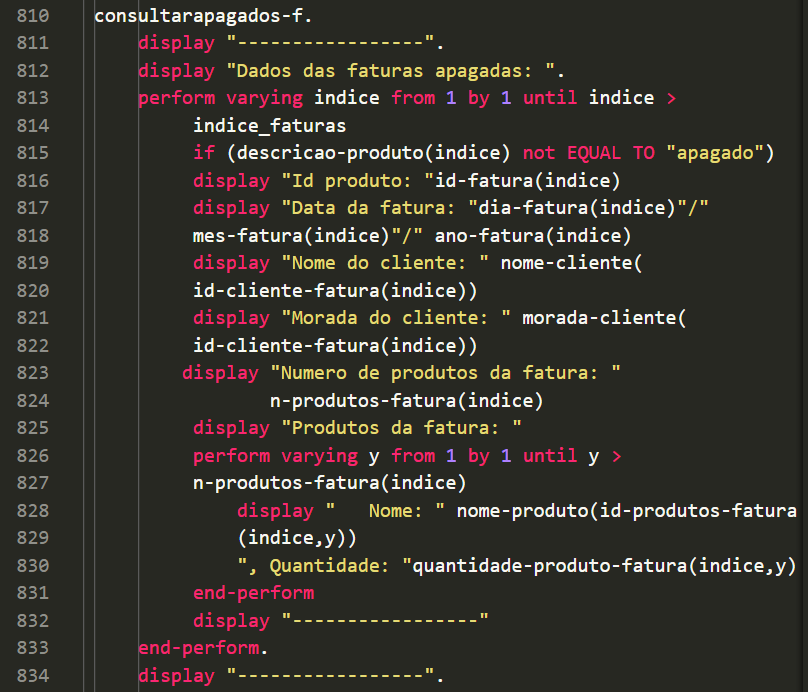 810 consultarapagados-f.
811 display "-----------------".
812 display "Dados das faturas apagadas: ".
813 perform varying indice from 1 by 1 until indice >
814 indice_faturas
815 if (descricao-produto(indice) not EQUAL TO "apagado")
816 display "Id produto: "id-fatura(indice)
817 display "Data da fatura: "dia-fatura(indice)"/"
818 mes-fatura(indice)"/" ano-fatura(indice)
819 display "Nome do cliente: " nome-cliente(
820 id-cliente-fatura(indice))
821 display "Morada do cliente: " morada-cliente(
822 id-cliente-fatura(indice))
823 display "Numero de produtos da fatura: "
824 n-produtos-fatura(indice)
825 display "Produtos da fatura: "
826 perform varying y from 1 by 1 until y >
827 n-produtos-fatura(indice)
828 display "   Nome: " nome-produto(id-produtos-fatura
829 (indice,y))
830 ", Quantidade: "quantidade-produto-fatura(indice,y)
831 end-perform
832 display "-----------------"
833 end-perform.
834 display "-----------------".